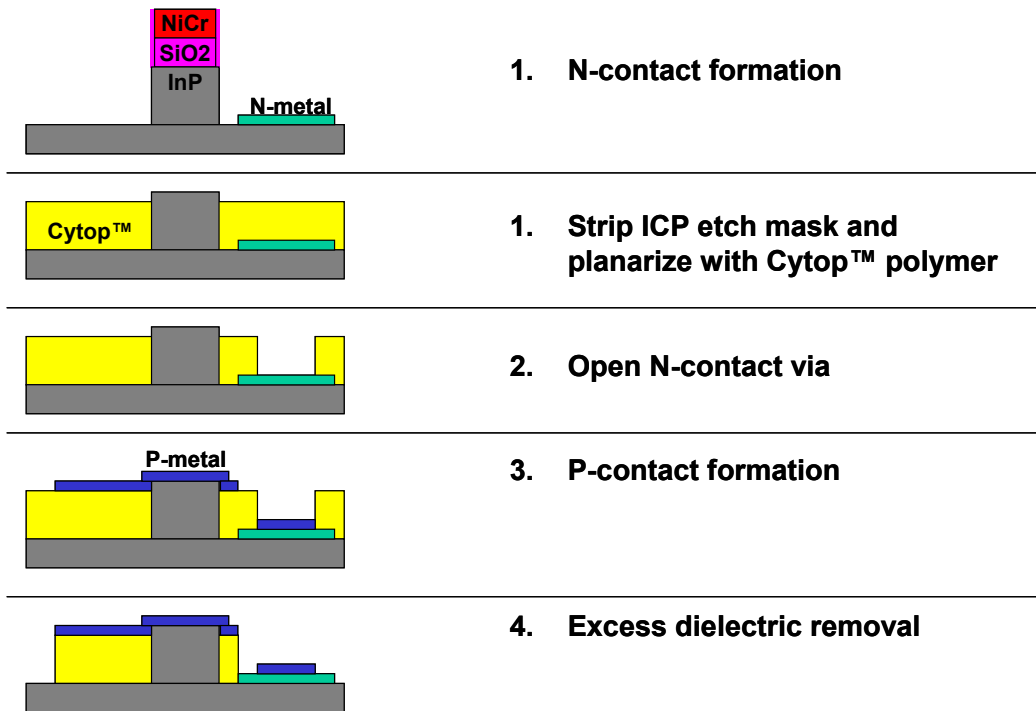 NiCr
SiO2
InP
N-metal
1. N-contact formation
Cytop™
1. Strip ICP etch mask and
planarize with Cytop™ polymer
2. Open N-contact via
P-metal
3. P-contact formation
4. Excess dielectric removal